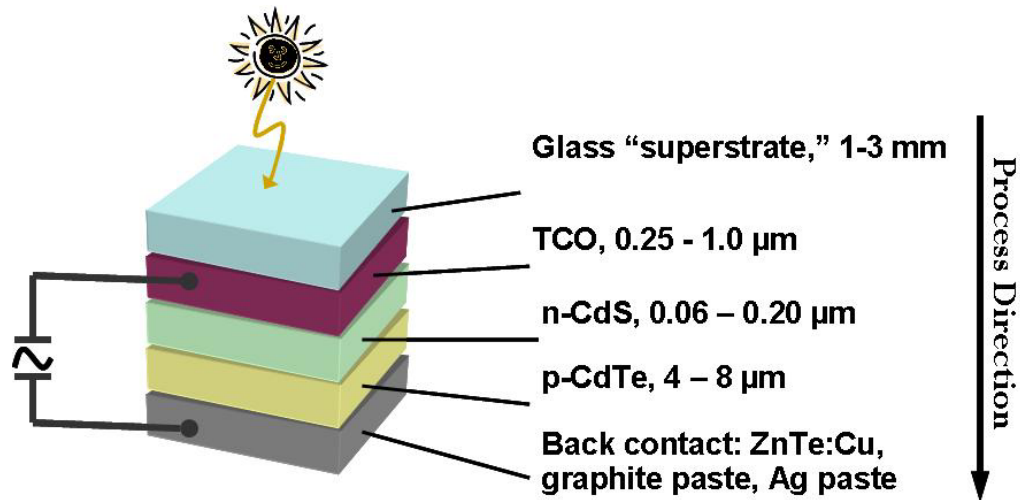 Glass “superstrate,” 1-3 mm
TCO, 0.25 - 1.0 µm
n-CdS, 0.06 – 0.20 µm
p-CdTe, 4 – 8 µm
Back contact: ZnTe:Cu,
graphite paste, Ag paste
Process Direction